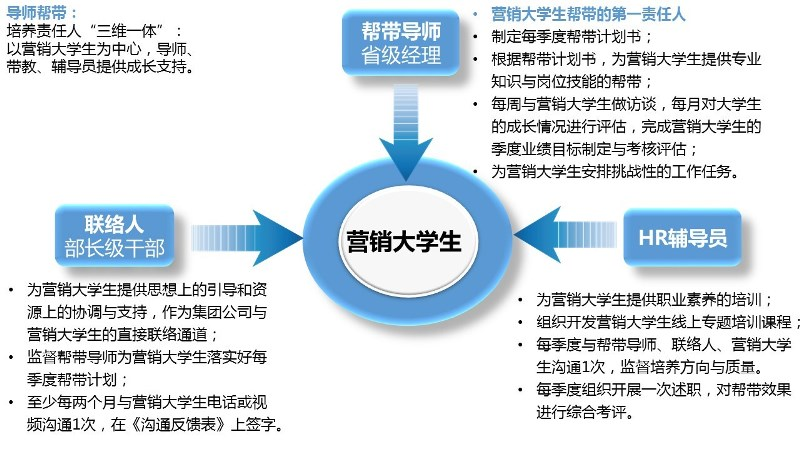 导师帮带：
培养责任人“三维一体”：
以营销大学生为中心，导师、
带教、辅导员提供成长支持。
帮带导师
省级经理
• 营销大学生帮带的第一责任人
• 制定每季度帮带计划书；
• 根据帮带计划书，为营销大学生提供专业
知识与岗位技能的帮带；
• 每周与营销大学生做访谈，每月对大学生
的成长情况进行评估，完成营销大学生的
季度业绩目标制定与考核评估；
• 为营销大学生安排挑战性的工作任务。
联络人
部长级干部
营销大学生
HR辅导员
• 为营销大学生提供思想上的引导和资
源上的协调与支持，作为集团公司与
营销大学生的直接联络通道；
• 监督帮带导师为营销大学生落实好每
季度帮带计划；
• 至少每两个月与营销大学生电话或视
频沟通1次，在《沟通反馈表》上签字。
• 为营销大学生提供职业素养的培训；
• 组织开发营销大学生线上专题培训课程；
• 每季度与帮带导师、联络人、营销大学
生沟通1次，监督培养方向与质量。
• 每季度组织开展一次述职，对帮带效果
进行综合考评。